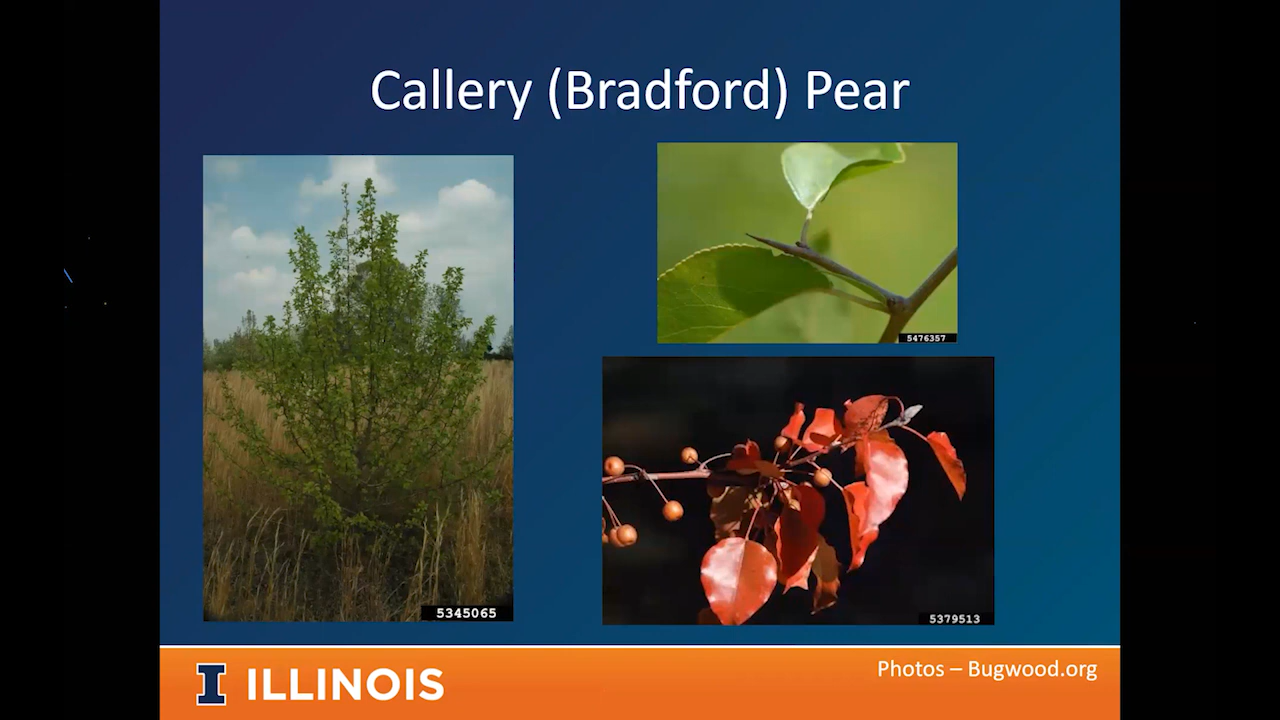 Callery (Bradford) Pear
5345065
5476357
5379513
I ILLINOIS
Photos – Bugwood.org